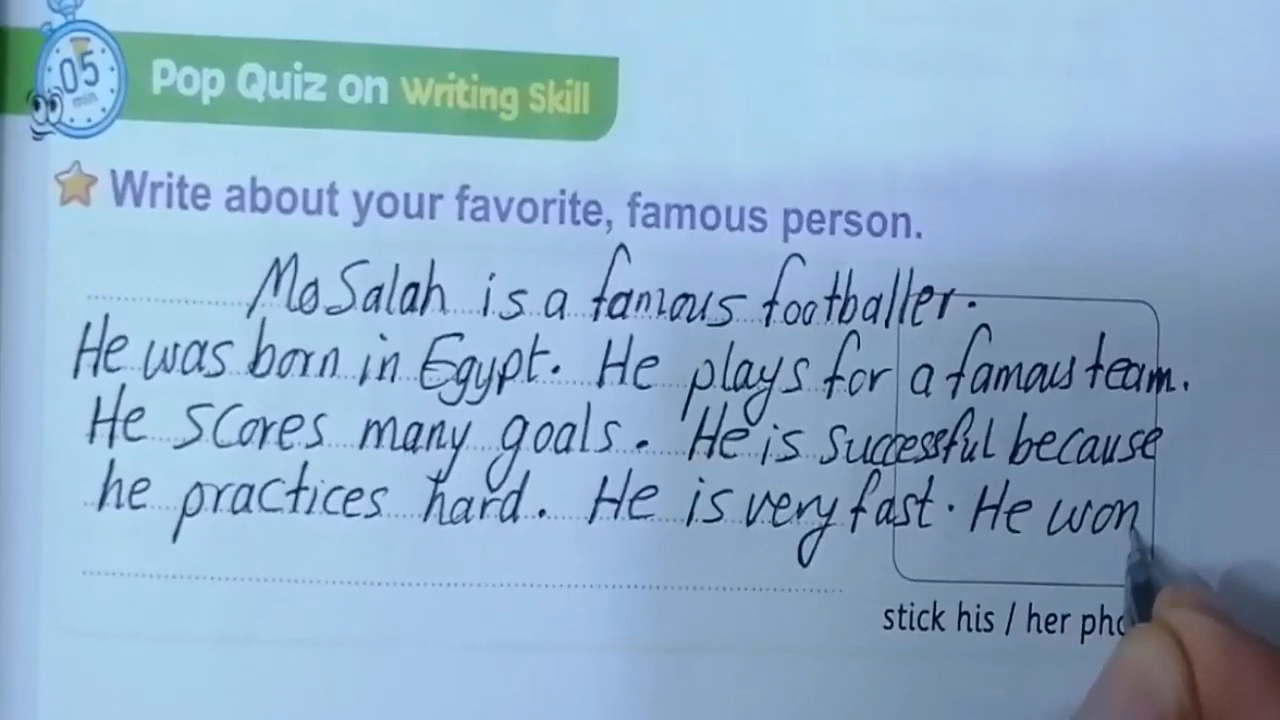 05
Pop Quiz on Writing Skill
Write about your favorite, famous person.
Mo Salah is a famous footballer.
He was born in Egypt. He plays for a famous team.
He scores many goals. He is successful because
he practices hard. He is very fast. He won
stick his / her